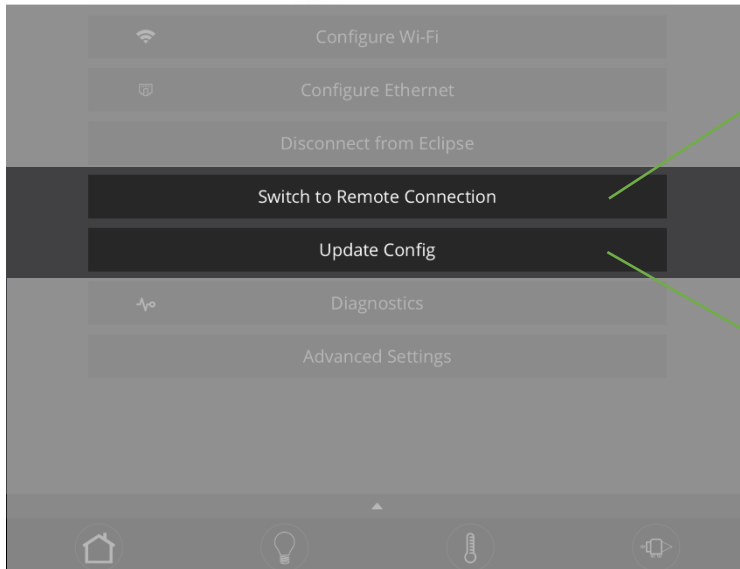 Configure Wi-Fi
Configure Ethernet
Disconnect from Eclipse
Switch to Remote Connection
Update Config
Diagnostics
Advanced Settings